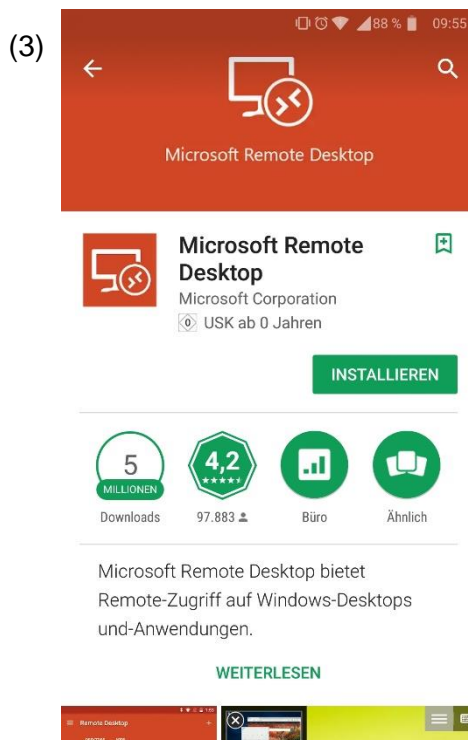 (3)
88 % 09:55
Microsoft Remote Desktop
Microsoft Remote
Desktop
Microsoft Corporation
0 USK ab 0 Jahren
INSTALLIEREN
5
MILLIONEN
4,2
Downloads 97.883 Büro Ähnlich
Microsoft Remote Desktop bietet
Remote-Zugriff auf Windows-Desktops
und-Anwendungen.
WEITERLESEN
Remote Desktop